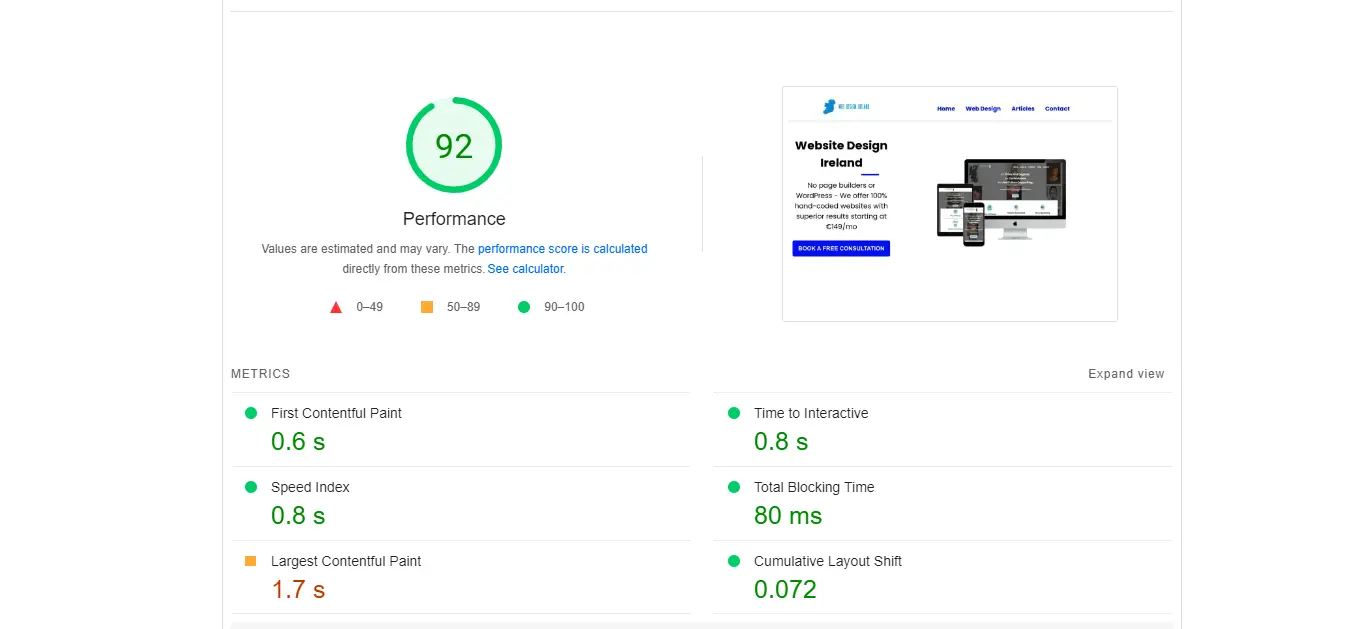 92
Performance
Values are estimated and may vary. The performance score is calculated
directly from these metrics. See calculator.
0–49
50–89
90–100
WEB DESIGN IRELAND
Home
Web Design
Articles
Contact
Website Design
Ireland
No page builders or
WordPress - We offer 100%
hand-coded websites with
superior results starting at
€149/mo
BOOK A FREE CONSULTATION
METRICS
Expand view
First Contentful Paint
0.6 s
Time to Interactive
0.8 s
Speed Index
0.8 s
Total Blocking Time
80 ms
Largest Contentful Paint
1.7 s
Cumulative Layout Shift
0.072